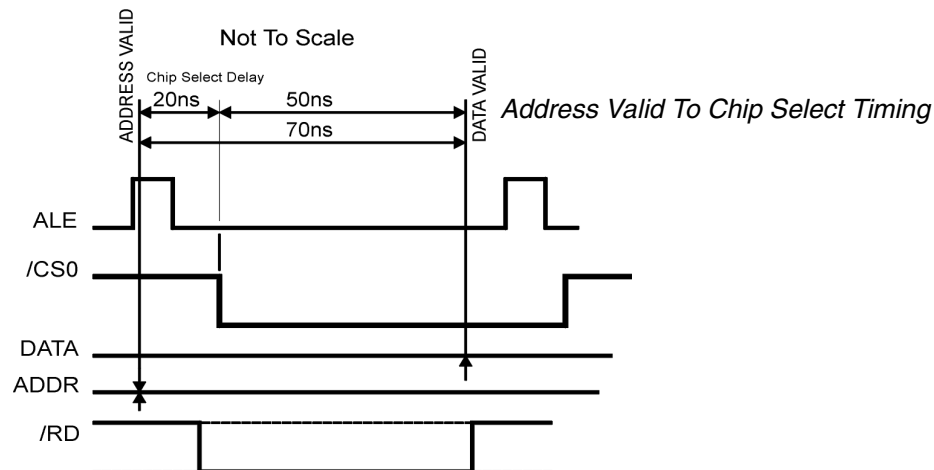 Not To Scale
ADDRESS VALID
DATA VALID
Chip Select Delay
20ns
50ns
70ns
Address Valid To Chip Select Timing
ALE
/CS0
DATA
ADDR
/RD